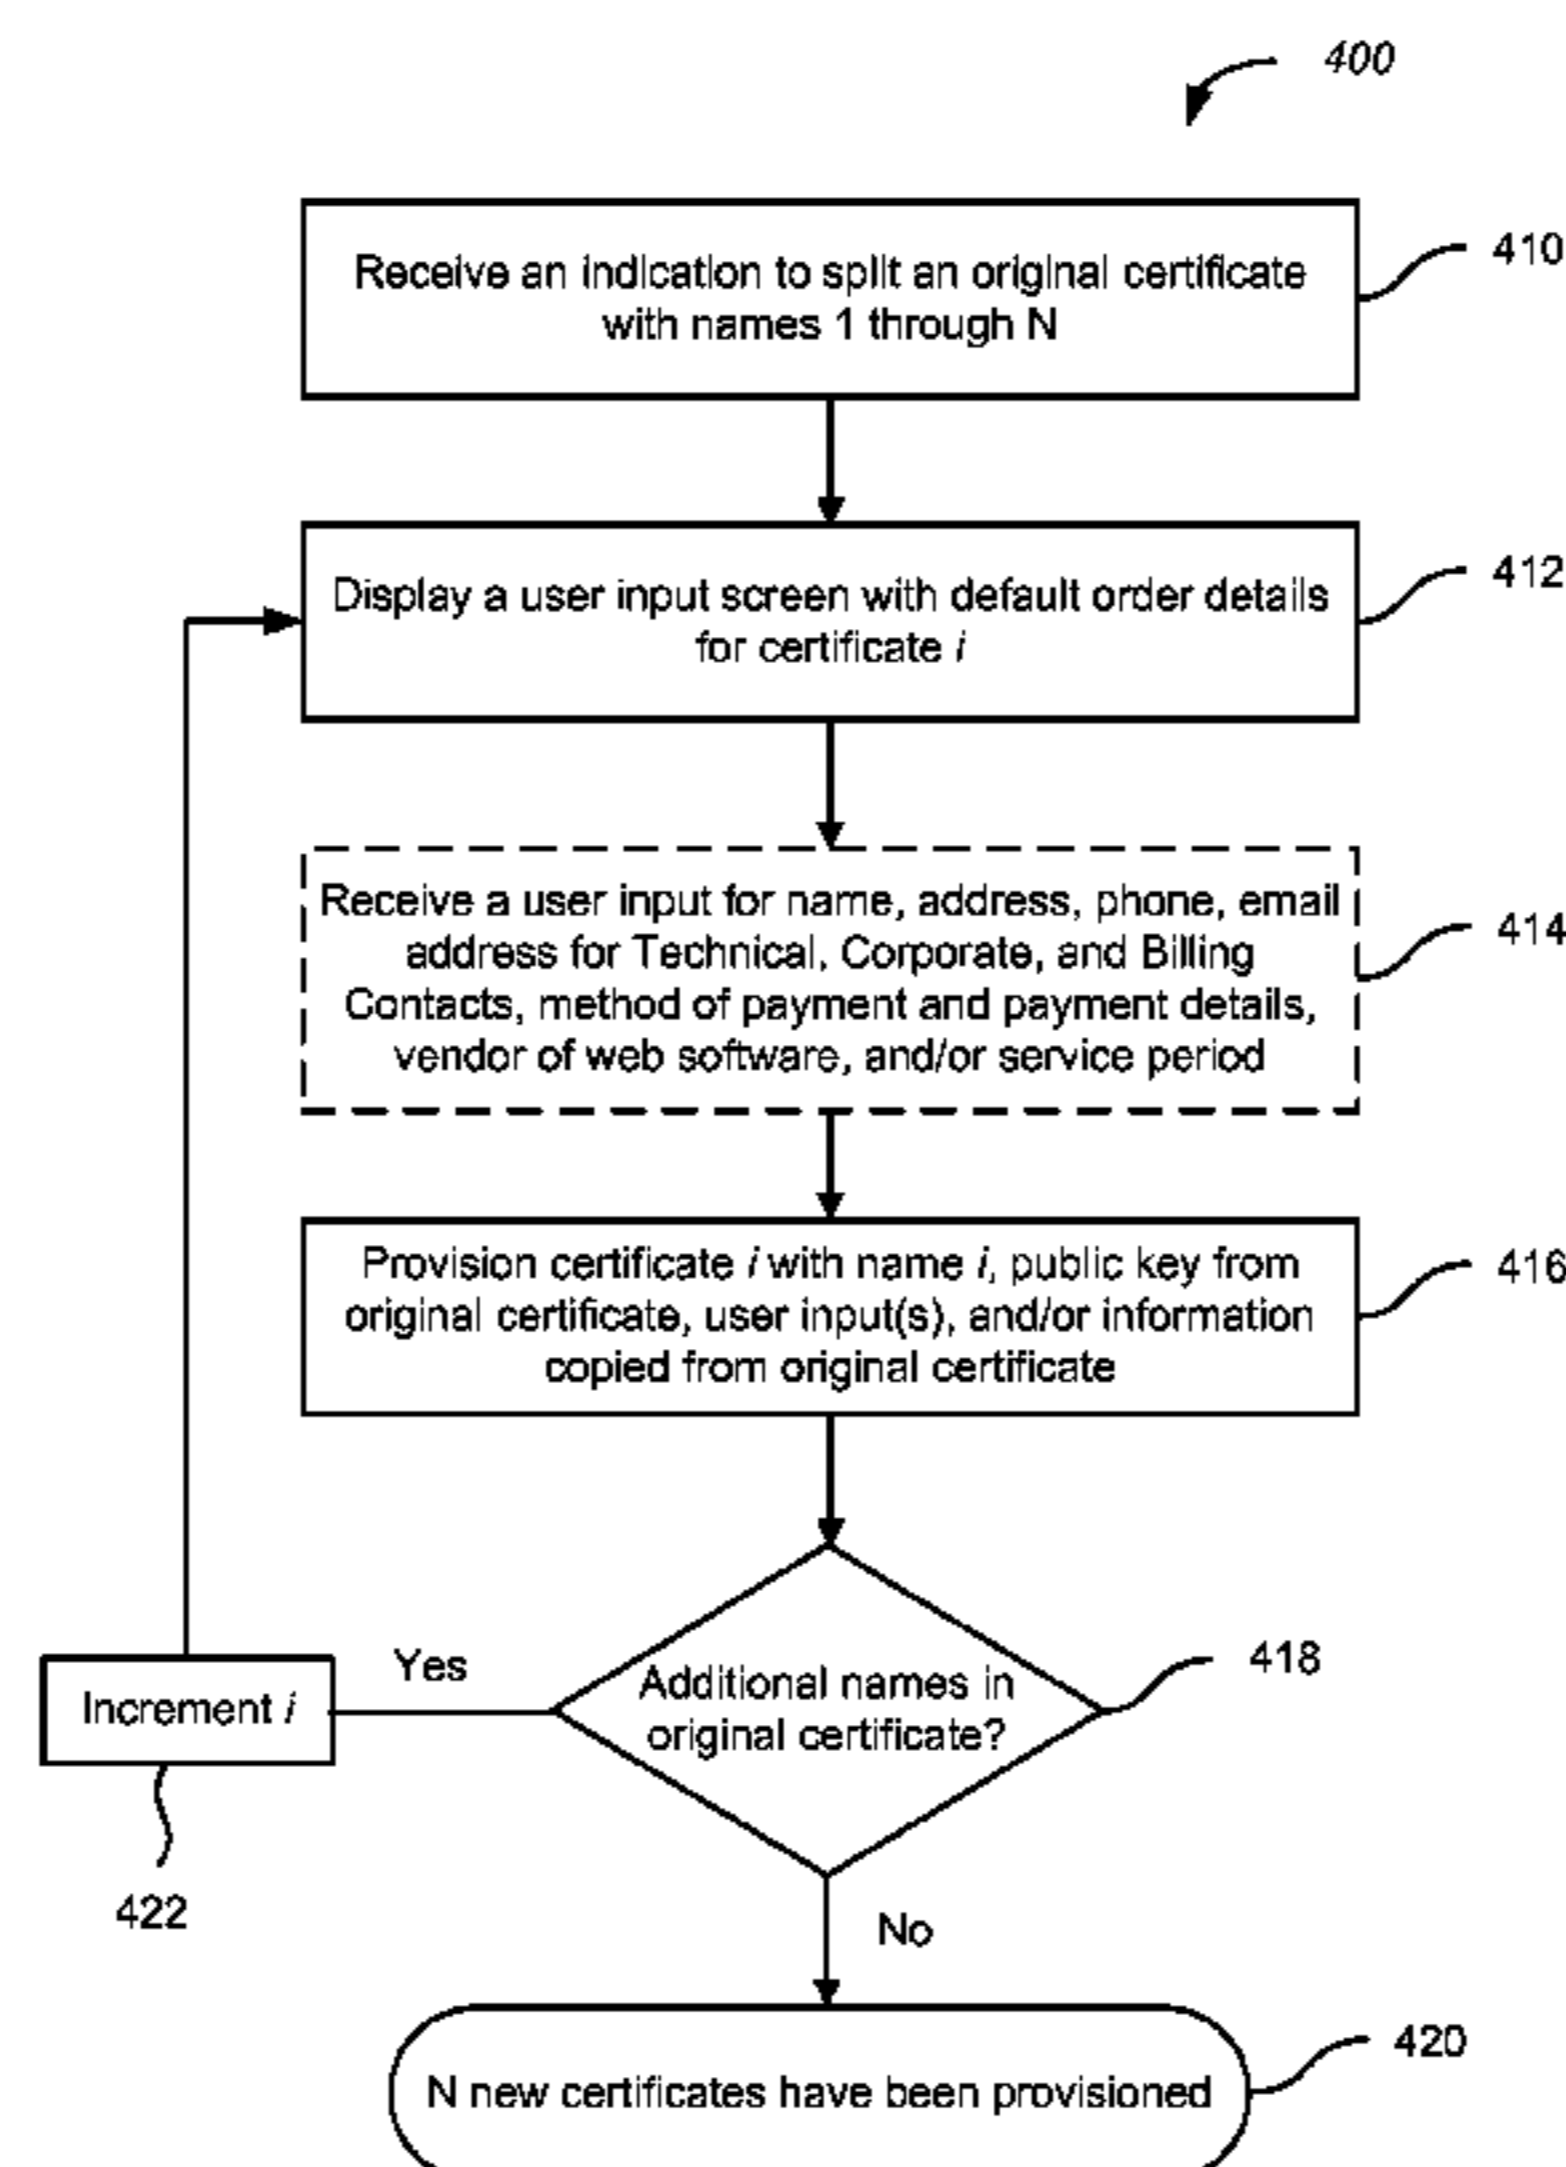 400
Receive an indication to split an original certificate
with names 1 through N
410
Display a user input screen with default order details
for certificate i
412
Receive a user input for name, address, phone, email
address for Technical, Corporate, and Billing
Contacts, method of payment and payment details,
vendor of web software, and/or service period
414
Provision certificate i with name i, public key from
original certificate, user input(s), and/or information
copied from original certificate
416
Additional names in
original certificate?
418
Yes
Increment i
422
No
N new certificates have been provisioned
420